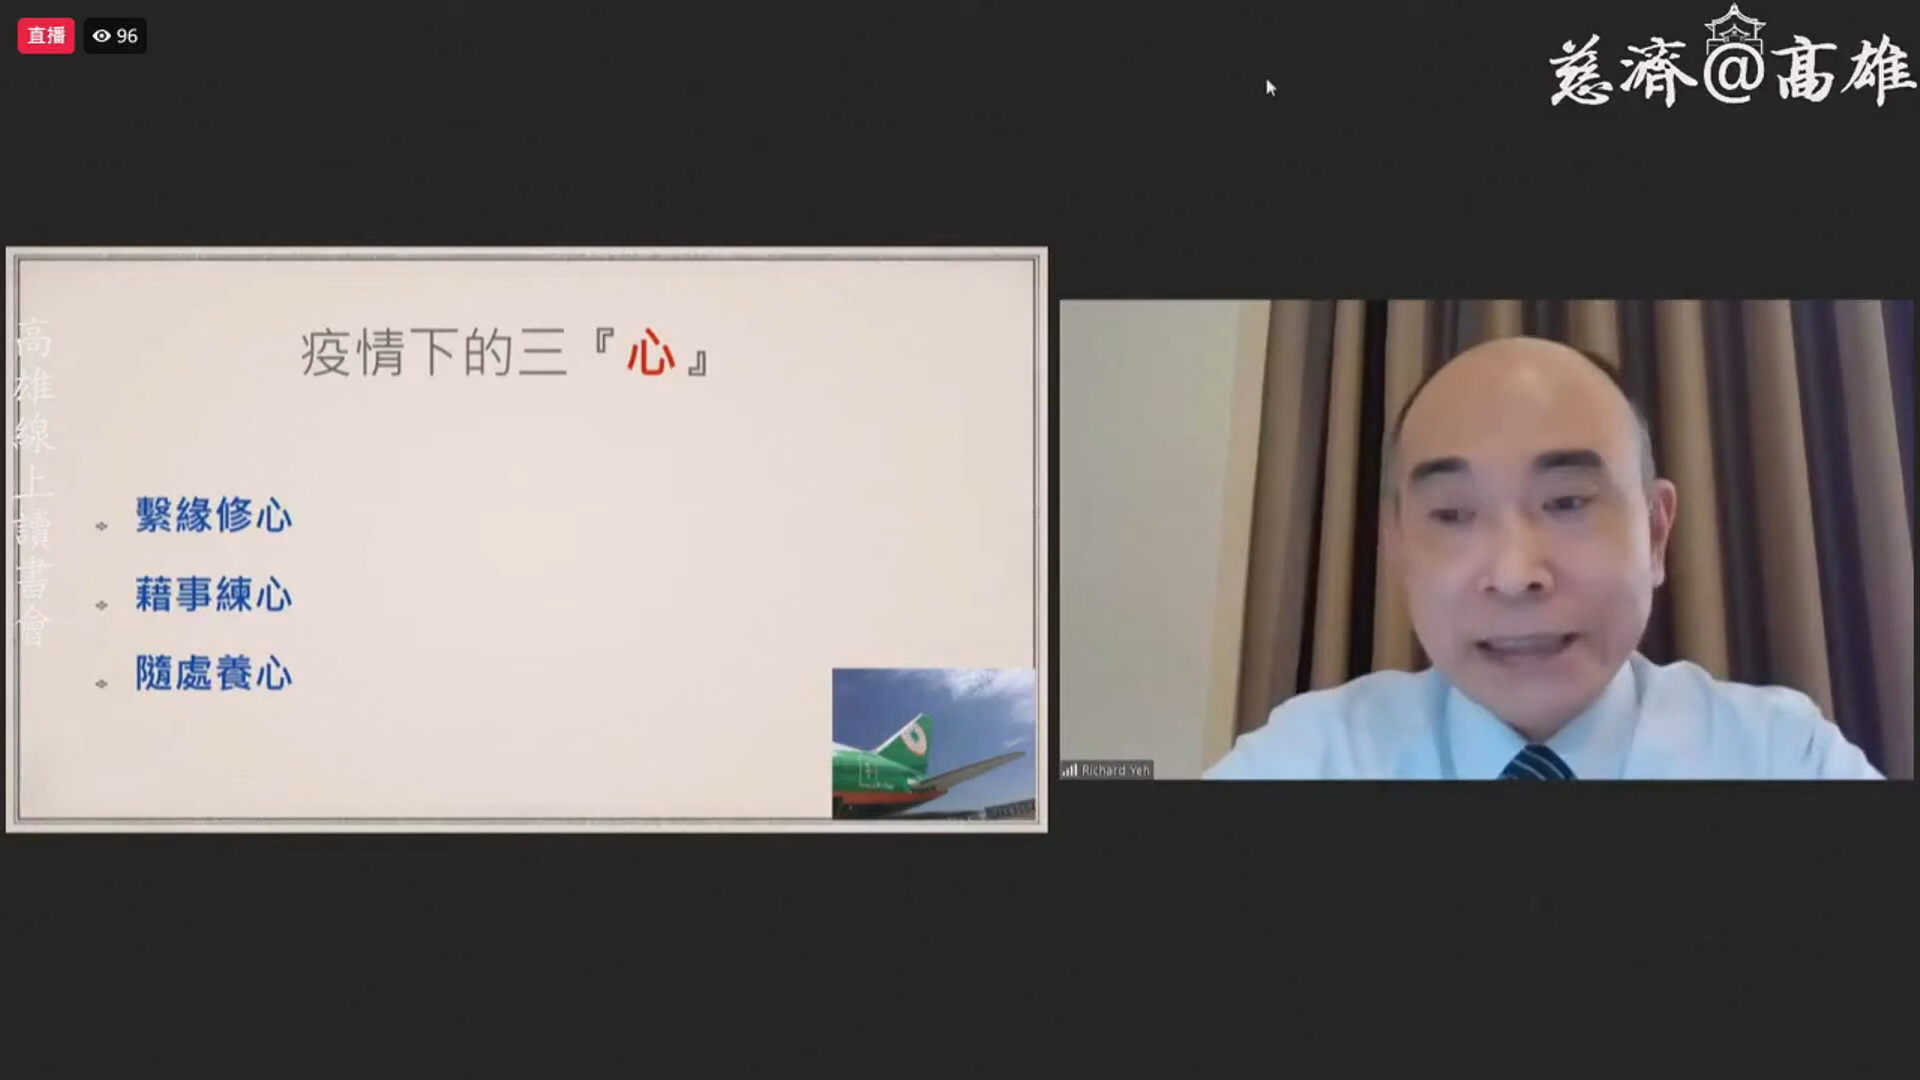 直播 96
慈濟@高雄
高雄線上讀書會
疫情下的三『心』
繫緣修心
藉事練心
隨處養心
Richard Yeh